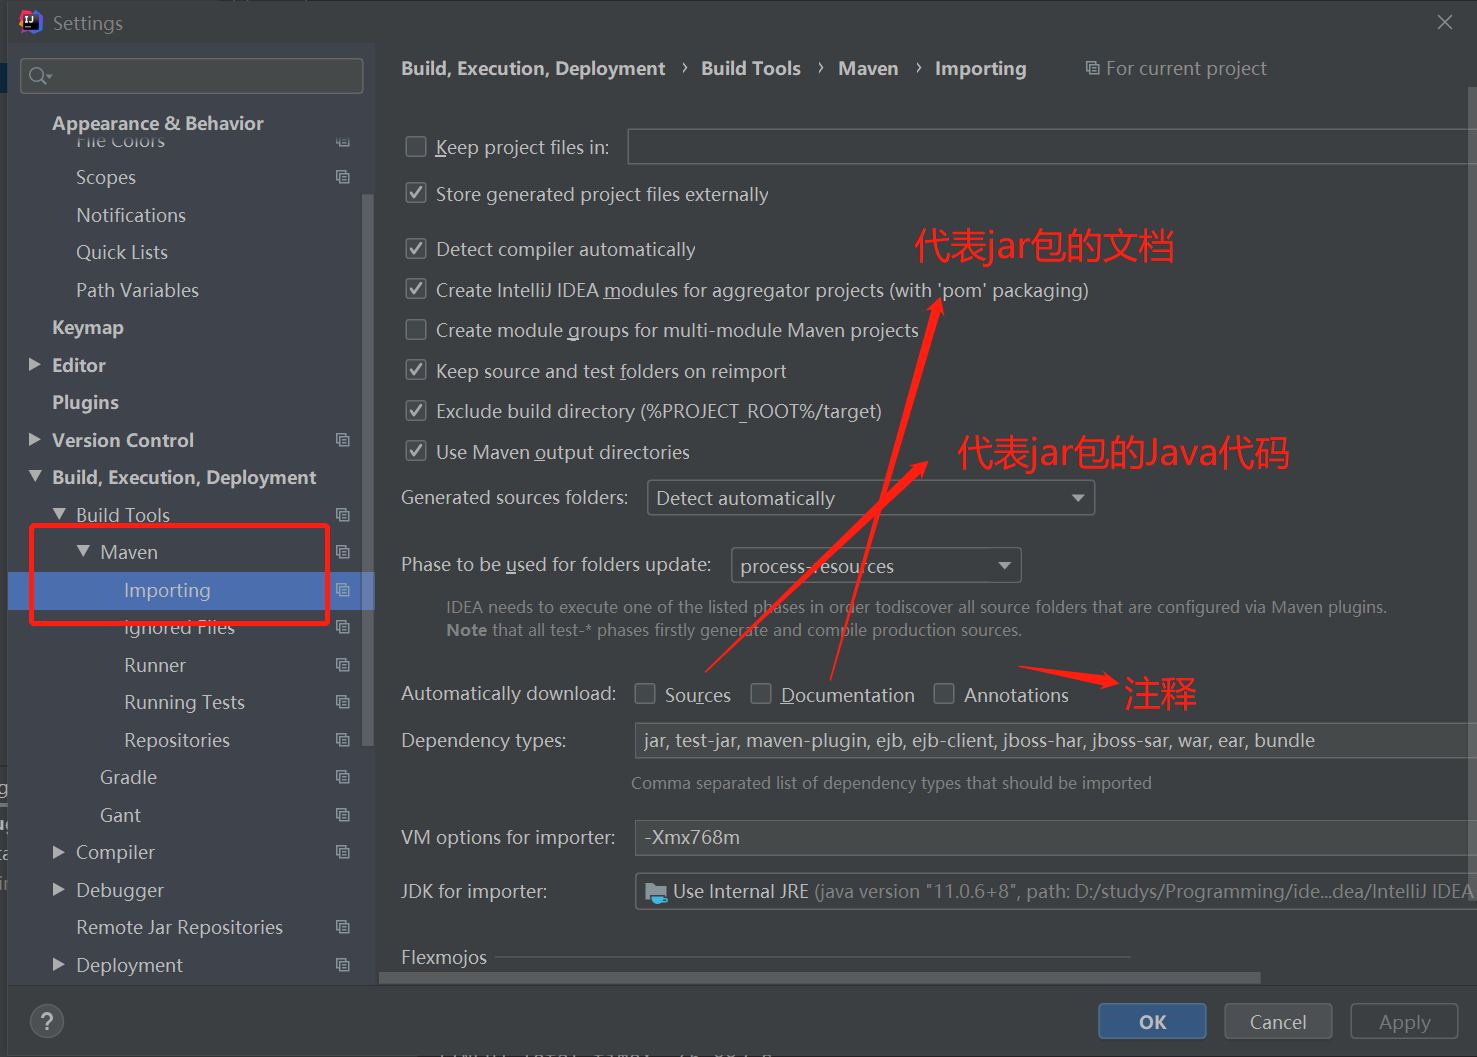 Settings
Appearance & Behavior
File Colors
Scopes
Notifications
Quick Lists
Path Variables
Keymap
Editor
Plugins
Version Control
Build, Execution, Deployment
Build Tools
Maven
Importing
Ignored Files
Runner
Running Tests
Repositories
Gradle
Gant
Compiler
Debugger
Remote Jar Repositories
Deployment
Build, Execution, Deployment › Build Tools › Maven › Importing For current project
Keep project files in:
Store generated project files externally
代表jar包的文档
Detect compiler automatically
Create IntelliJ IDEA modules for aggregator projects (with 'pom' packaging)
Create module groups for multi-module Maven projects
Keep source and test folders on reimport
Exclude build directory (%PROJECT_ROOT%/target)
Use Maven output directories
代表jar包的Java代码
Generated sources folders: Detect automatically
Phase to be used for folders update: process-resources
IDEA needs to execute one of the listed phases in order todiscover all source folders that are configured via Maven plugins.
Note that all test-* phases firstly generate and compile production sources.
Automatically download: Sources Documentation Annotations
注释
Dependency types: jar, test-jar, maven-plugin, ejb, ejb-client, jboss-har, jboss-sar, war, ear, bundle
Comma separated list of dependency types that should be imported
VM options for importer: -Xmx768m
JDK for importer: Use Internal JRE (java version "11.0.6+8", path: D:/studys/Programming/ide...dea/IntelliJ IDEA
Flexmojos
?
OK
Cancel
Apply